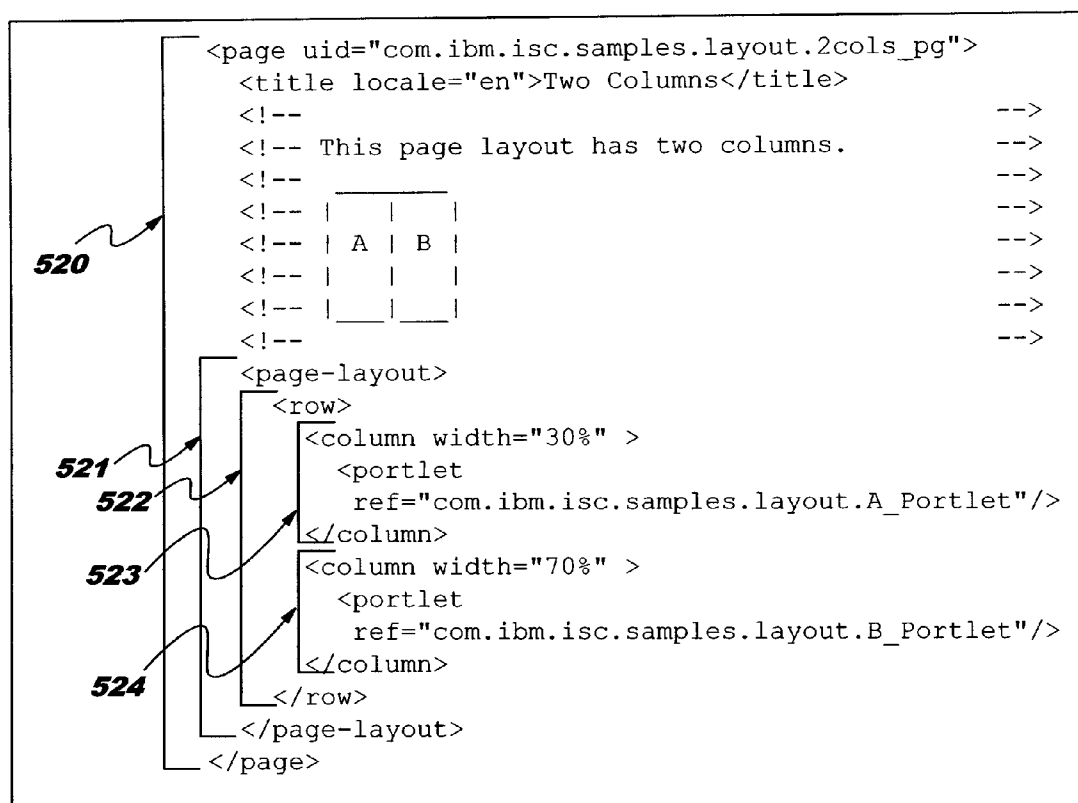 <page uid="com.ibm.isc.samples.layout.2cols_pg">
<title locale="en">Two Columns</title>
<!-- -->
<!-- This page layout has two columns. -->
<!-- _______ -->
<!-- | | | -->
520 <!-- | A | B | -->
<!-- | | | -->
<!-- |___|___| -->
<!-- -->
<page-layout>
<row>
<column width="30%" >
521 <portlet
522 ref="com.ibm.isc.samples.layout.A_Portlet"/>
</column>
523 <column width="70%" >
<portlet
ref="com.ibm.isc.samples.layout.B_Portlet"/>
</column>
524 </row>
</page-layout>
</page>